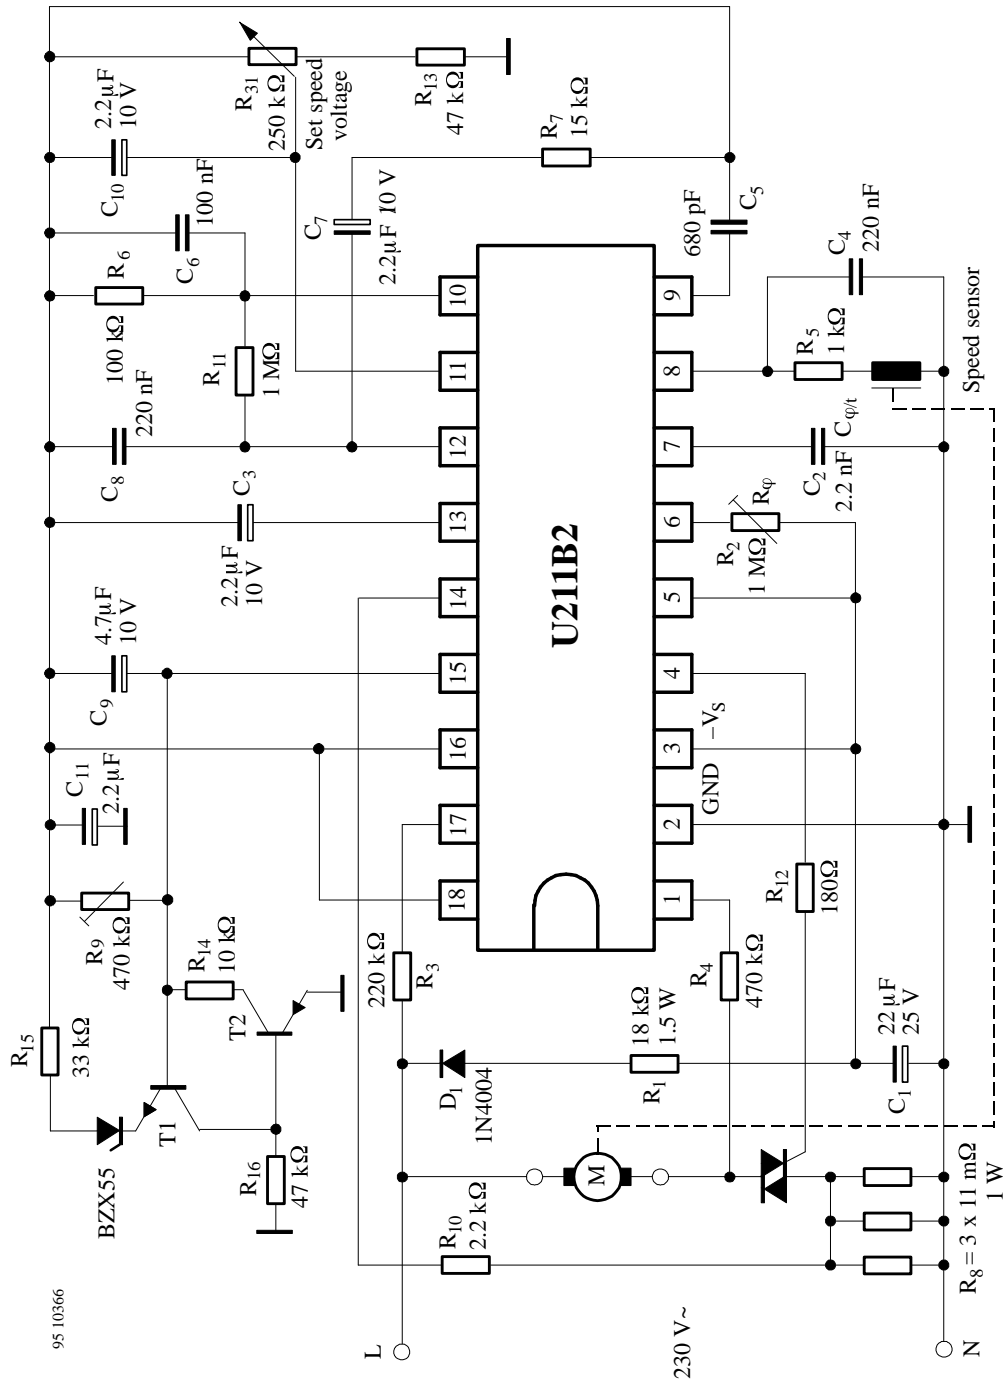 95 10366
L
230 V~
N
R10
2.2 kΩ
M
R8 = 3 x 11 mΩ
1 W
BZX55
T1
R16
47 kΩ
R15
33 kΩ
T2
D1
1N4004
R1
18 kΩ
1.5 W
C1
22 µF
25 V
R9
470 kΩ
R14
10 kΩ
220 kΩ
R3
R4
470 kΩ
R12
180Ω
C11
2.2µF
C9
4.7µF
10 V
C3
2.2µF
10 V
C8
220 nF
R6
100 kΩ
R11
1 MΩ
C6
100 nF
C10
2.2µF
10 V
R31
250 kΩ
Set speed
voltage
R13
47 kΩ
C7
2.2µF 10 V
R7
15 kΩ
18
17
16
15
14
13
12
11
10
U211B2
1
2
3
4
5
6
7
8
9
GND
–VS
R2
1 MΩ
Rφ
C2
2.2 nF
Cφ/t
R5
1 kΩ
C4
220 nF
680 pF
C5
Speed sensor